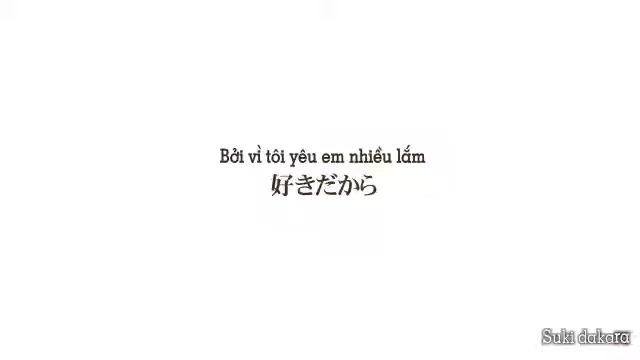 Bởi vì tôi yêu em nhiều lắm
好きだから
Suki dakara